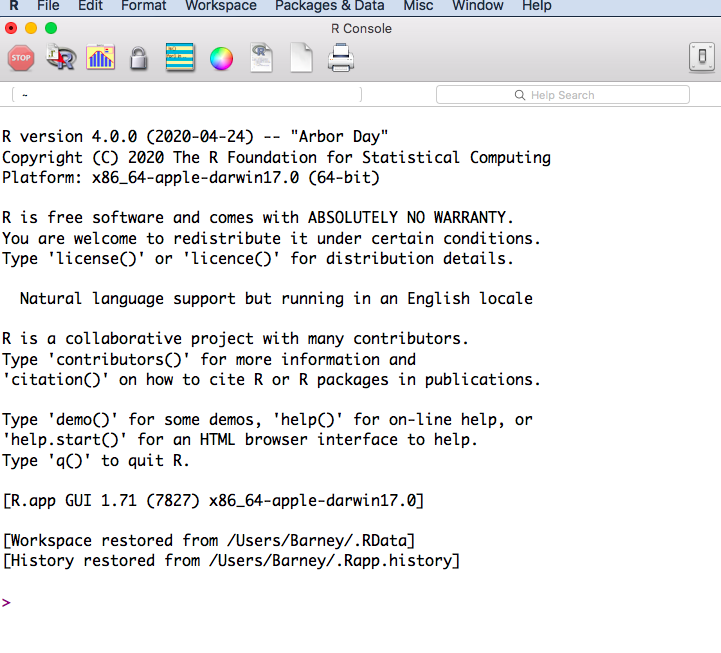 R File Edit Format Workspace Packages & Data Misc Window Help
R Console
STOP
~
Help Search
R version 4.0.0 (2020-04-24) -- "Arbor Day"
Copyright (C) 2020 The R Foundation for Statistical Computing
Platform: x86_64-apple-darwin17.0 (64-bit)
R is free software and comes with ABSOLUTELY NO WARRANTY.
You are welcome to redistribute it under certain conditions.
Type 'license()' or 'licence()' for distribution details.
Natural language support but running in an English locale
R is a collaborative project with many contributors.
Type 'contributors()' for more information and
'citation()' on how to cite R or R packages in publications.
Type 'demo()' for some demos, 'help()' for on-line help, or
'help.start()' for an HTML browser interface to help.
Type 'q()' to quit R.
[R.app GUI 1.71 (7827) x86_64-apple-darwin17.0]
[Workspace restored from /Users/Barney/.RData]
[History restored from /Users/Barney/.Rapp.history]
>